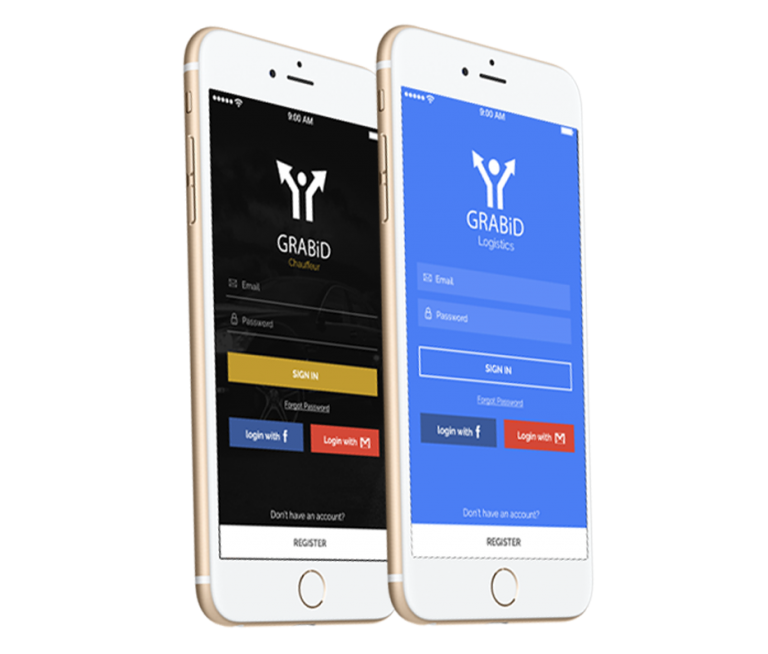 9:00 AM
GRABiD
Chauffeur
Email
Password
SIGN IN
Forgot Password
login with f
Login with M
Don't have an account?
REGISTER
9:00 AM
GRABiD
Logistics
Email
Password
SIGN IN
Forgot Password
login with f
Login with M
Don't have an account?
REGISTER